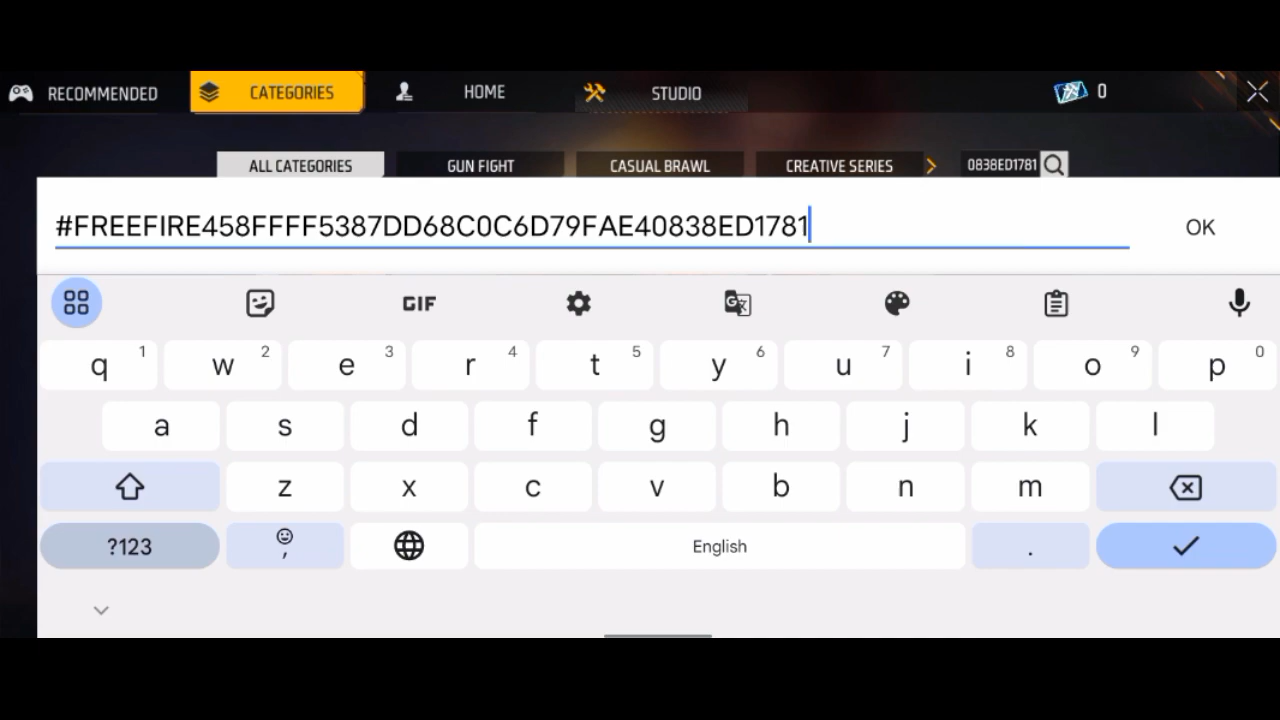 RECOMMENDED CATEGORIES HOME STUDIO 0
ALL CATEGORIES GUN FIGHT CASUAL BRAWL CREATIVE SERIES 0838ED1781
#FREEFIRE458FFFF5387DD68C0C6D79FAE40838ED1781 OK
GIF
q 1 w 2 e 3 r 4 t 5 y 6 u 7 i 8 o 9 p 0
a s d f g h j k l
z x c v b n m
?123 , English .